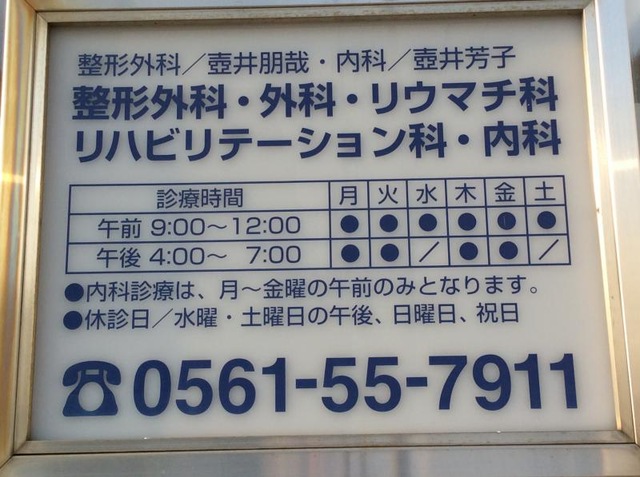 整形外科／壺井朋哉・内科／壺井芳子
整形外科・外科・リウマチ科
リハビリテーション科・内科
診療時間 月 火 水 木 金 土
午前 9:00～12:00 ● ● ● ● ● ●
午後 4:00～ 7:00 ● ● ／ ● ● ／
●内科診療は、月～金曜の午前のみとなります。
●休診日／水曜・土曜日の午後、日曜日、祝日
☎0561-55-7911